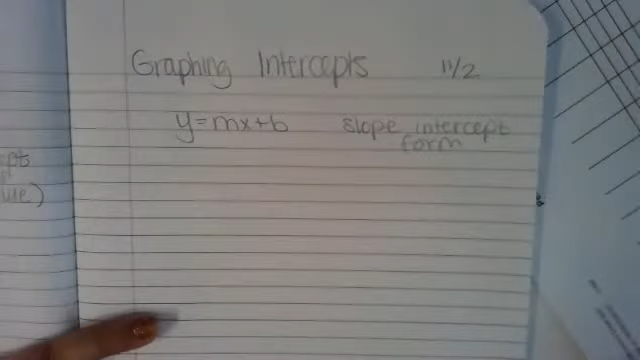 Graphing Intercepts 11/2
y=mx+b slope intercept
form